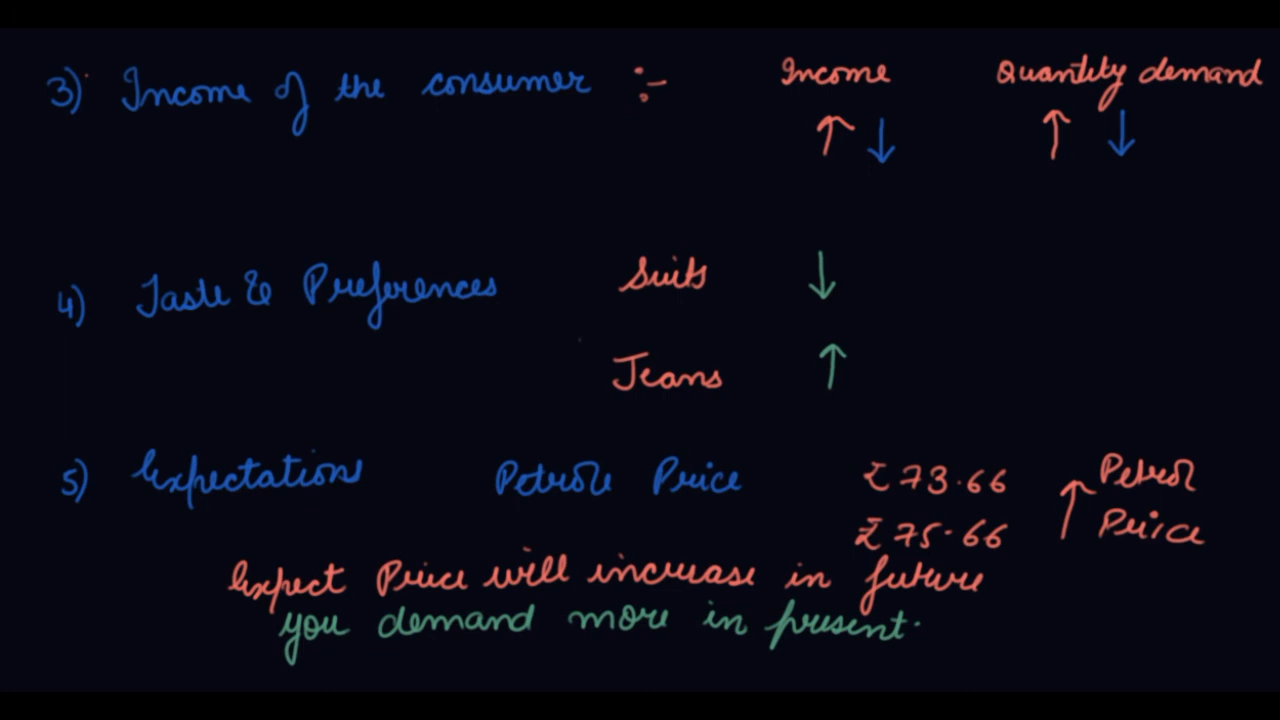 3) Income of the consumer :- Income Quantity demand
↑ ↓ ↑ ↓
4) Taste & Preferences Suits ↓
Jeans ↑
5) Expectations Petrol Price ₹ 73.66 ↑ Petrol
₹ 75.66 Price
Expect Price will increase in future
you demand more in present.